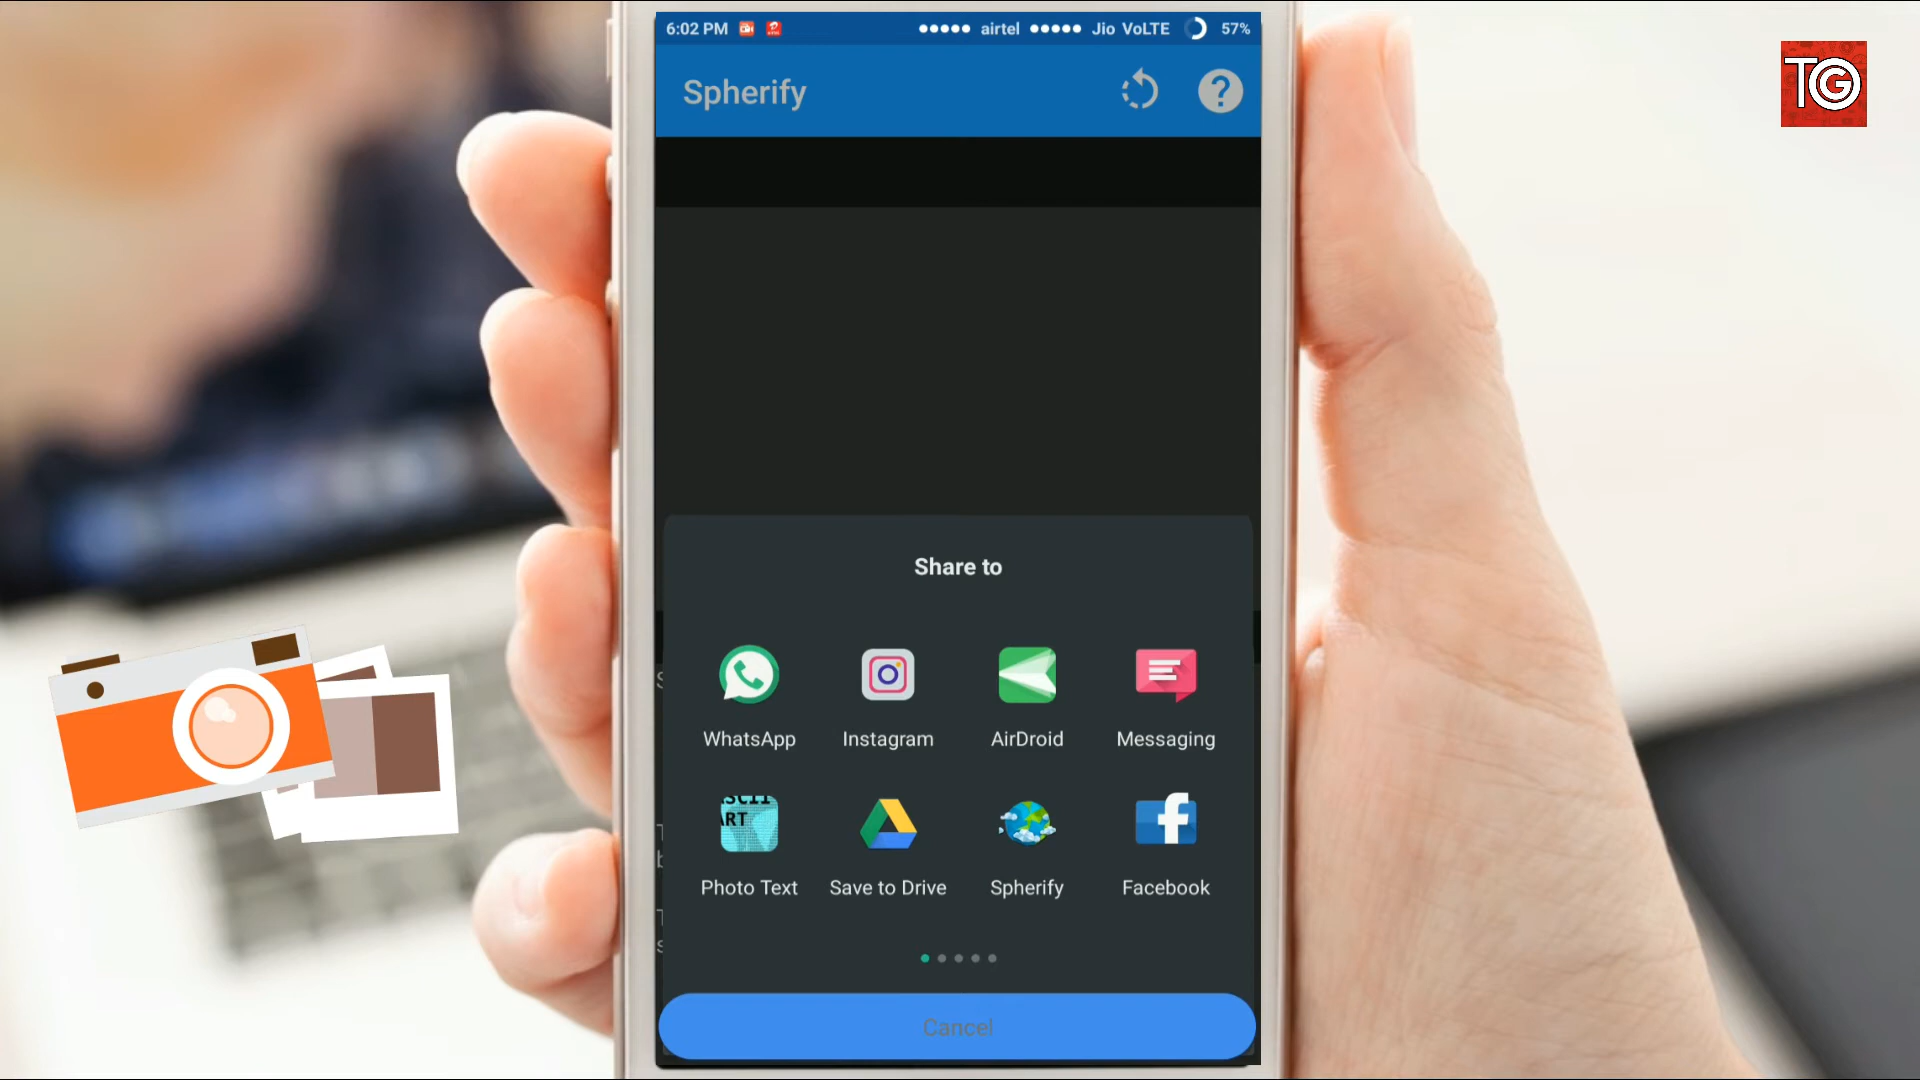 6:02 PM airtel Jio VoLTE 57%
TG
Spherify
?
Share to
WhatsApp Instagram AirDroid Messaging
ART
Photo Text Save to Drive Spherify Facebook
Cancel